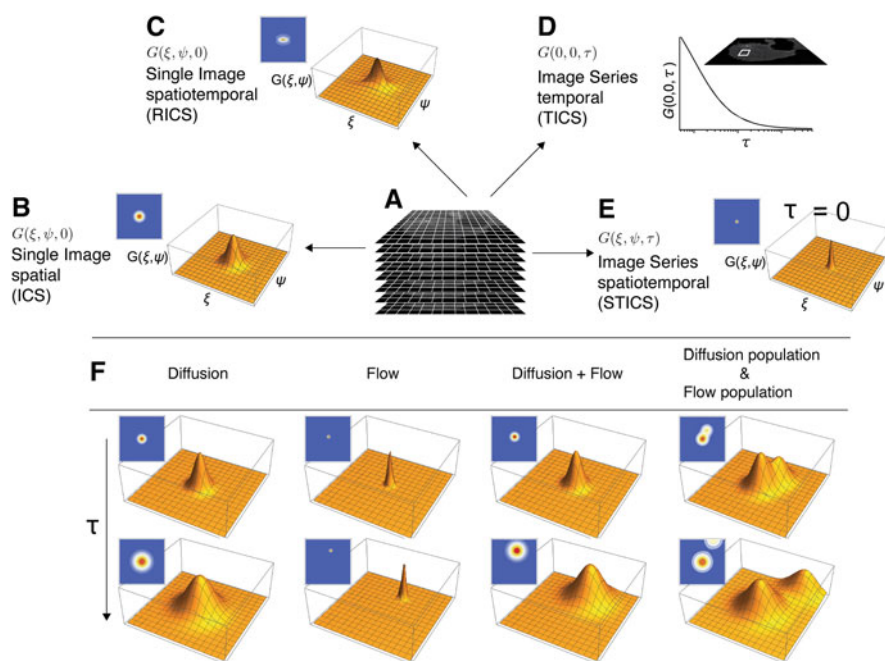 C
G(ξ,ψ,0)
Single Image
spatiotemporal
(RICS)
G(ξ,ψ)
ξ
ψ
D
G(0,0,τ)
Image Series
temporal
(TICS)
G(0,0,τ)
τ
B
G(ξ,ψ,0)
Single Image
spatial
(ICS)
G(ξ,ψ)
ξ
ψ
A
E
G(ξ,ψ,τ)
Image Series
spatiotemporal
(STICS)
τ = 0
G(ξ,ψ)
ξ
ψ
F
Diffusion
Flow
Diffusion + Flow
Diffusion population
&
Flow population
τ